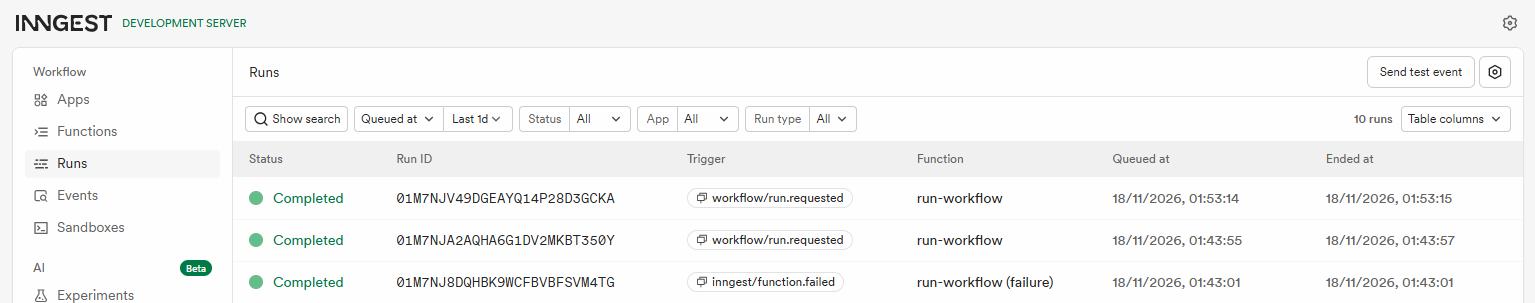 INNGEST DEVELOPMENT SERVER
Workflow
Apps
Functions
Runs
Events
Sandboxes
AI Beta
Experiments
Runs Send test event
Show search Queued at Last 1d Status All App All Run type All 10 runs Table columns
Status Run ID Trigger Function Queued at Ended at
Completed 01M7NJV49DGEAYQ14P28D3GCKA workflow/run.requested run-workflow 18/11/2026, 01:53:14 18/11/2026, 01:53:15
Completed 01M7NJA2AQHA6G1DV2MKBT350Y workflow/run.requested run-workflow 18/11/2026, 01:43:55 18/11/2026, 01:43:57
Completed 01M7NJ8DQHBK9WCFBVBFSVM4TG inngest/function.failed run-workflow (failure) 18/11/2026, 01:43:01 18/11/2026, 01:43:01